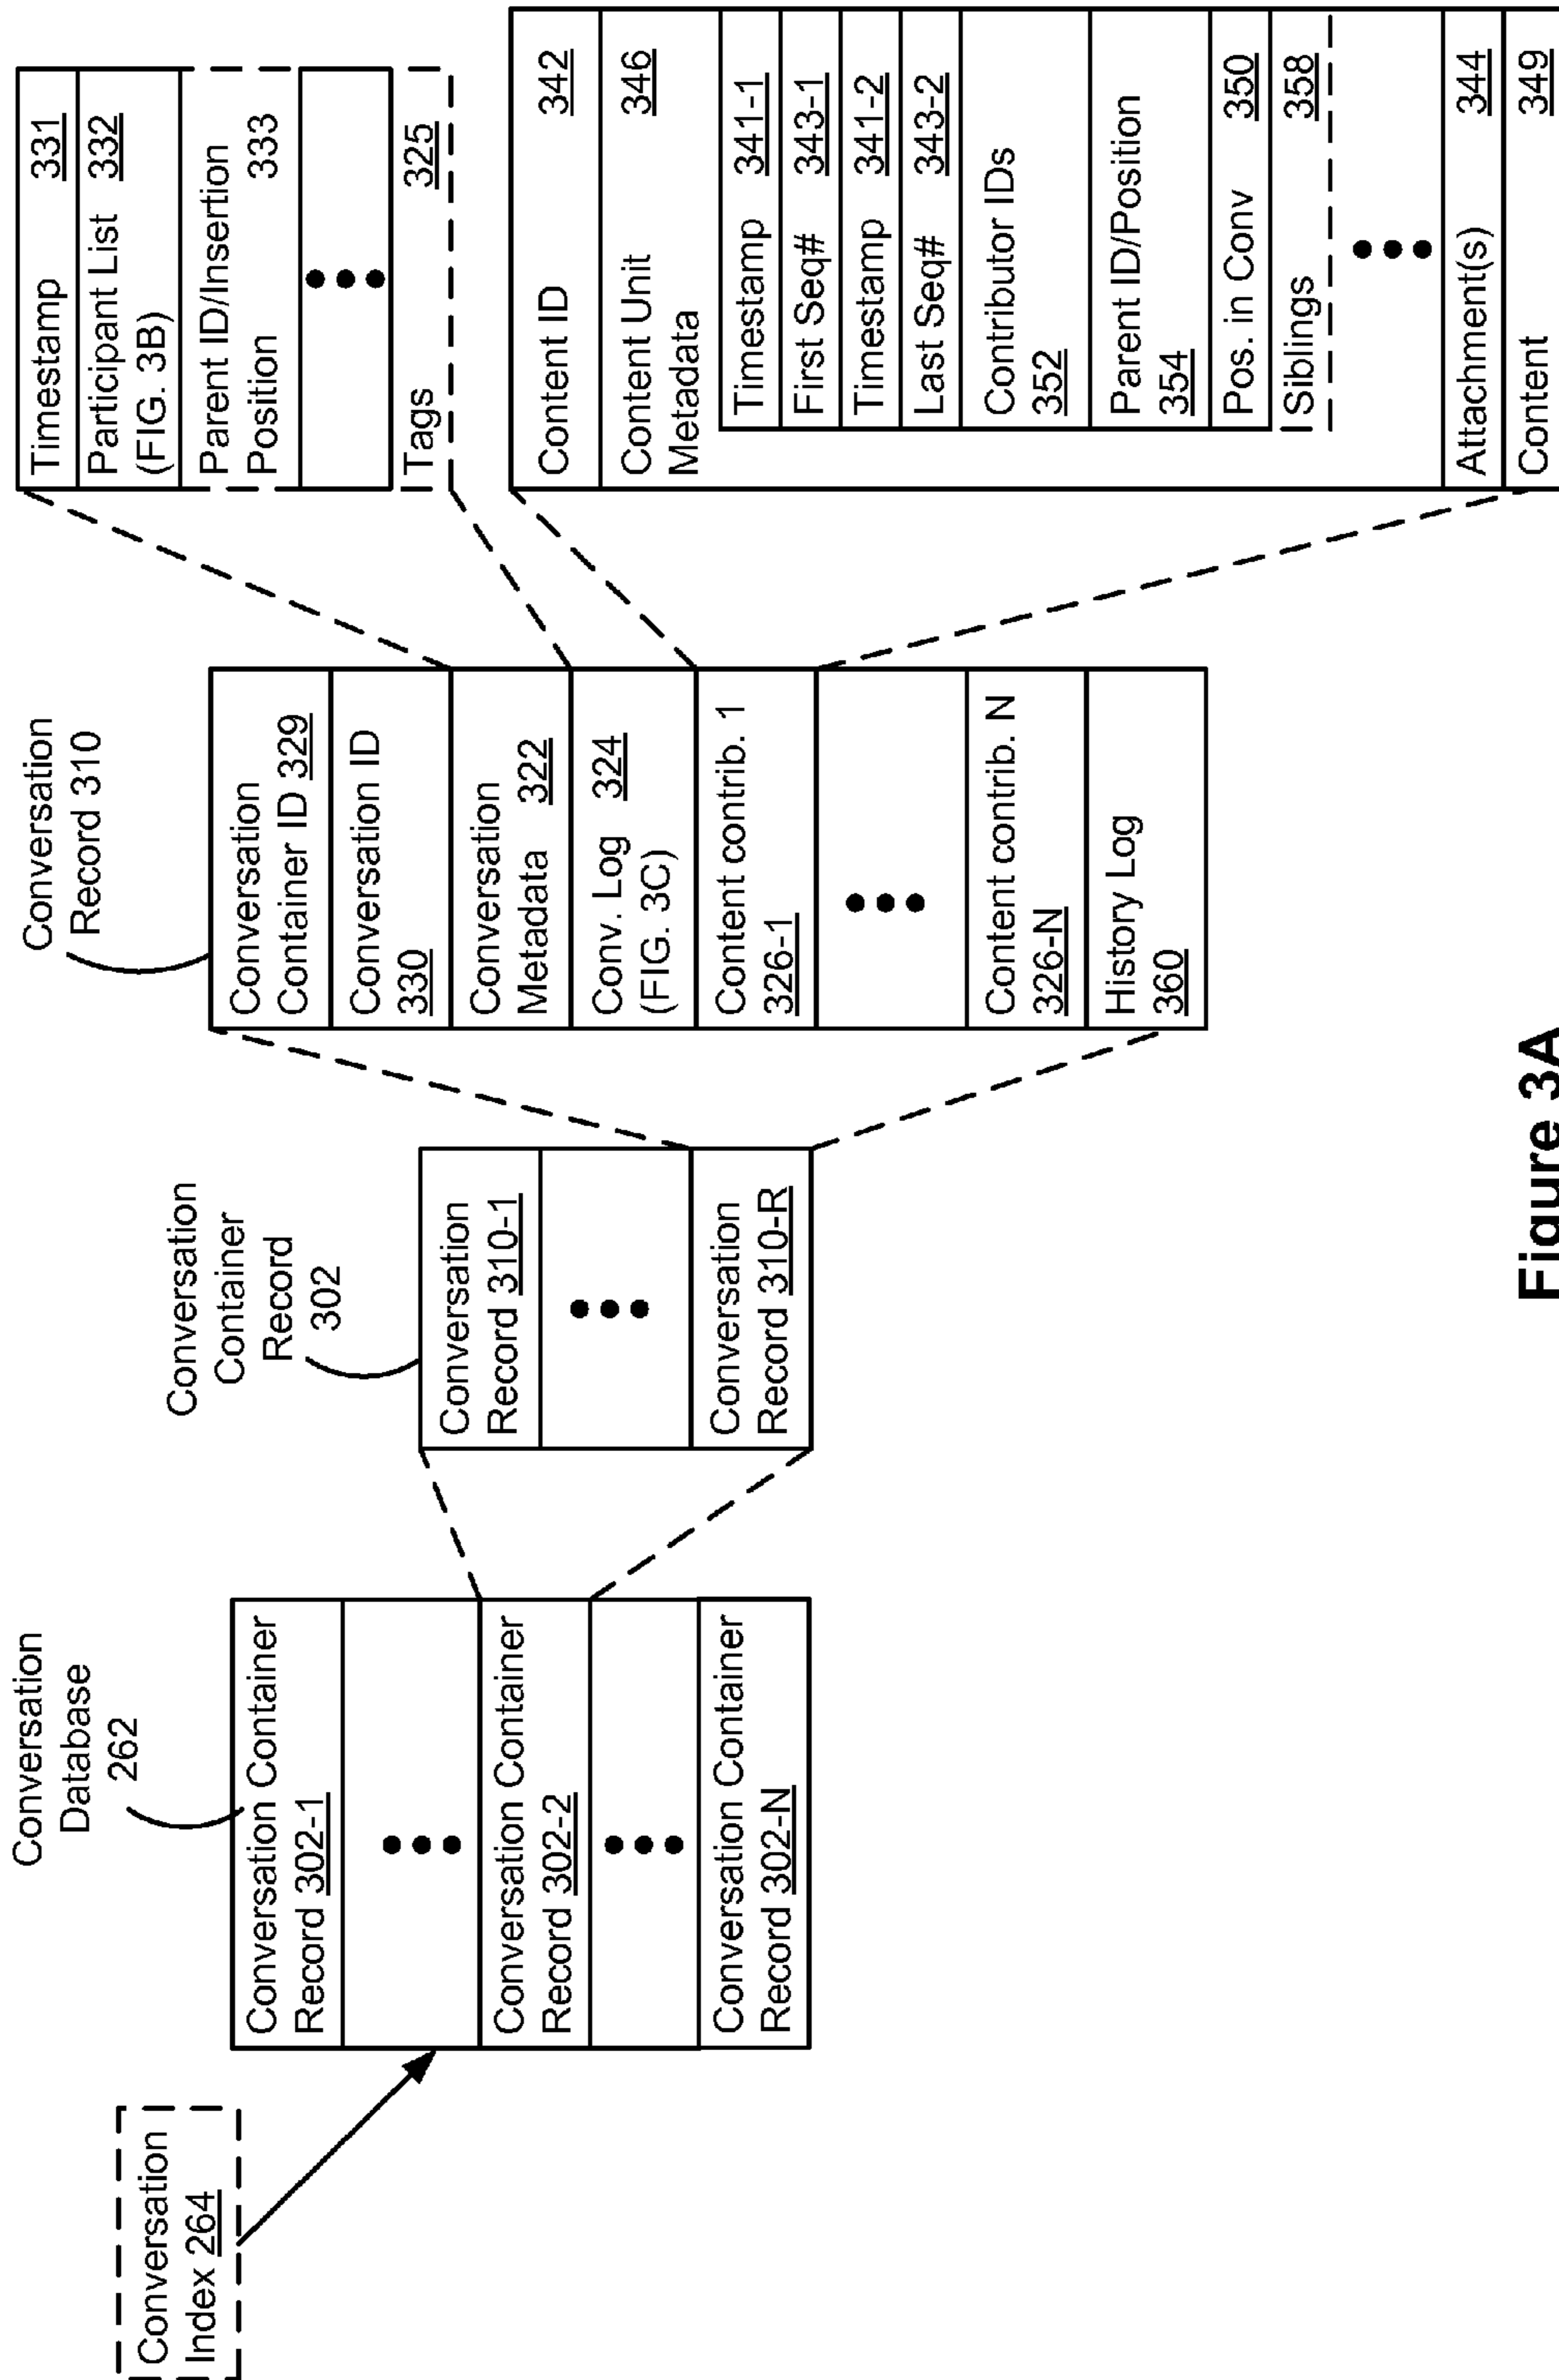 Conversation
Index 264
Conversation
Database
262
Conversation Container
Record 302-1
Conversation Container
Record 302-2
Conversation Container
Record 302-N
Conversation
Container
Record
302
Conversation
Record 310-1
Conversation
Record 310-R
Conversation
Record 310
Conversation
Container ID 329
Conversation ID
330
Conversation
Metadata 322
Conv. Log 324
(FIG. 3C)
Content contrib. 1
326-1
Content contrib. N
326-N
History Log
360
Timestamp 331
Participant List 332
(FIG. 3B)
Parent ID/Insertion
Position 333
Tags 325
Content ID 342
Content Unit 346
Metadata
Timestamp 341-1
First Seq# 343-1
Timestamp 341-2
Last Seq# 343-2
Contributor IDs
352
Parent ID/Position
354
Pos. in Conv 350
Siblings 358
Attachment(s) 344
Content 349
Figure 3A